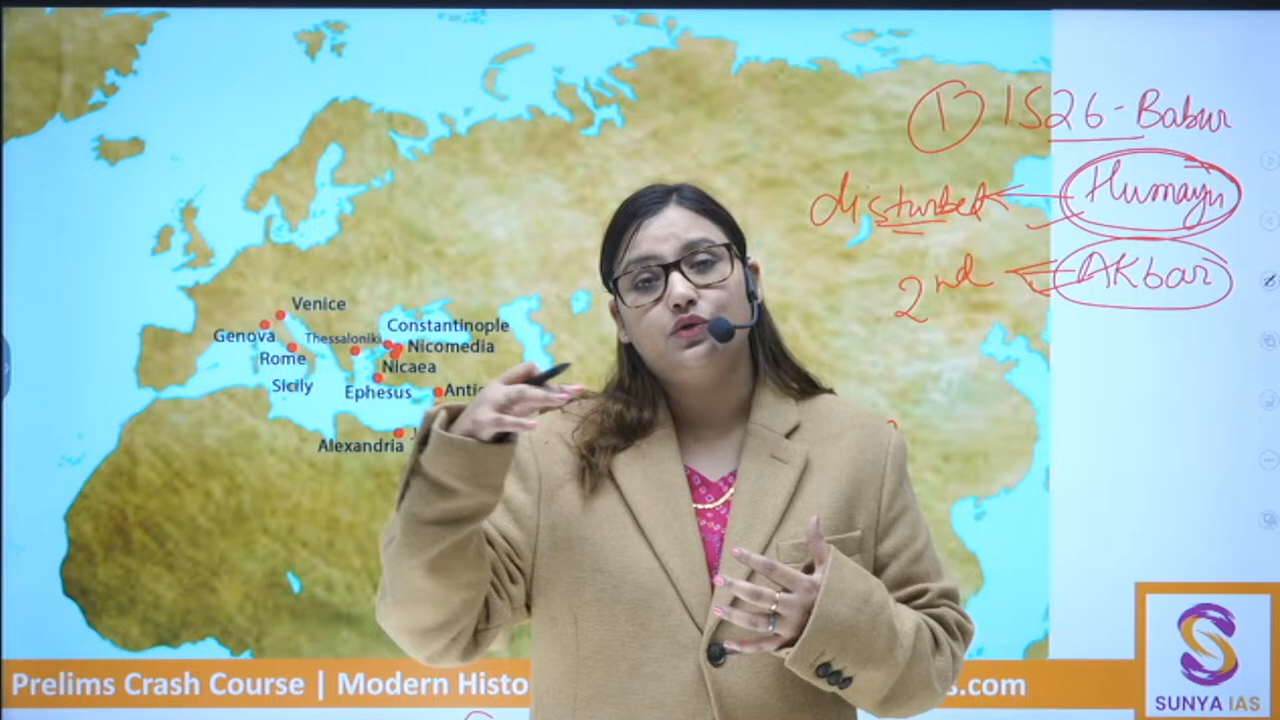 ① 1526 - Babur
disturbed ← Humayu
2nd ← AKbar
Venice
Genova
Constantinople
Thessaloniki
Nicomedia
Rome
Nicaea
Sicily
Ephesus
Alexandria
Prelims Crash Course | Modern Histo
s.com
SUNYA IAS